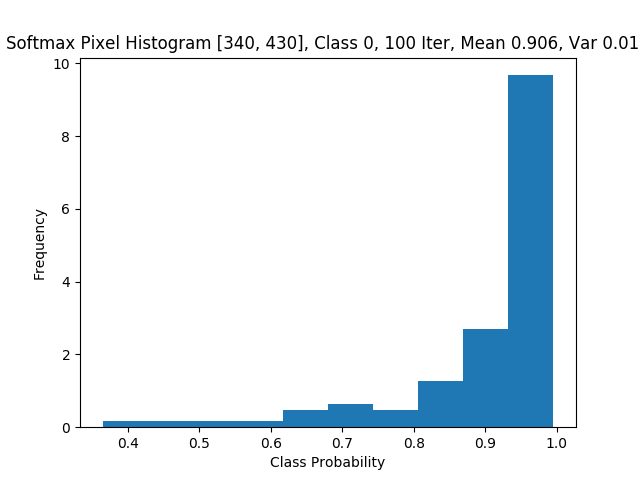 Softmax Pixel Histogram [340, 430], Class 0, 100 Iter, Mean 0.906, Var 0.01
10
8
6
4
2
0
Frequency
0.4 0.5 0.6 0.7 0.8 0.9 1.0
Class Probability